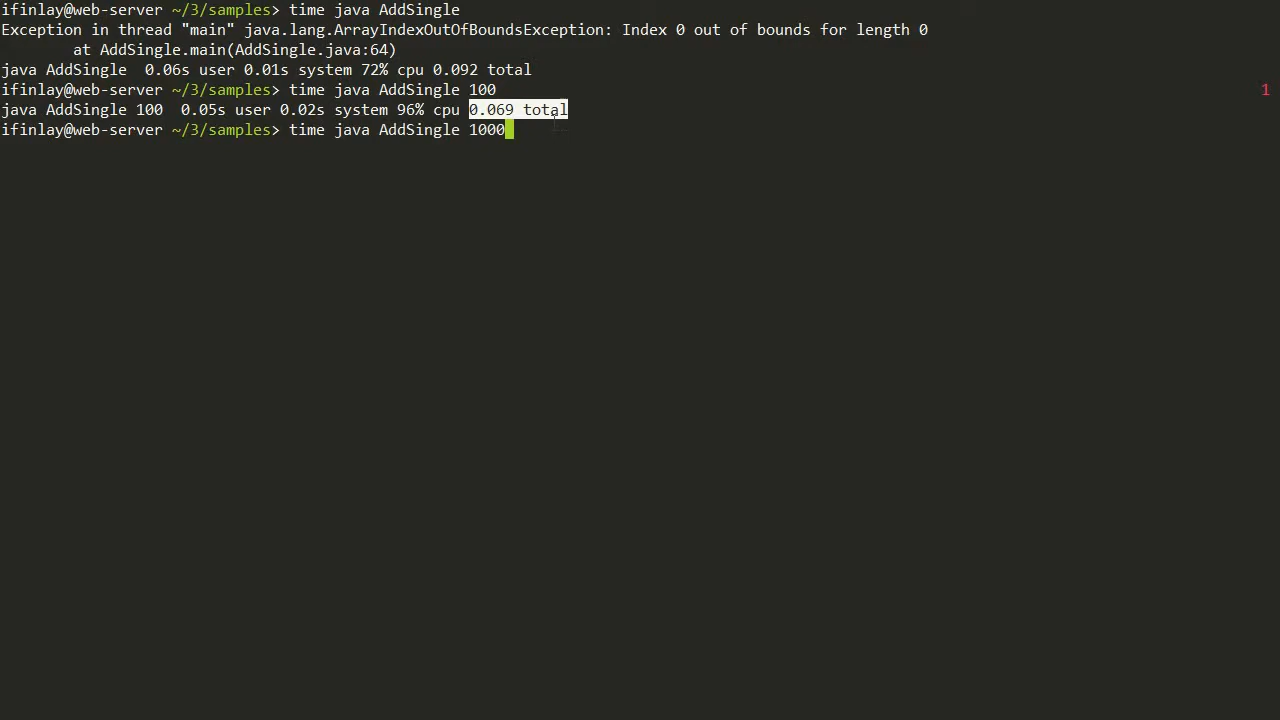 ifinlay@web-server ~/3/samples> time java AddSingle
Exception in thread "main" java.lang.ArrayIndexOutOfBoundsException: Index 0 out of bounds for length 0
        at AddSingle.main(AddSingle.java:64)
java AddSingle  0.06s user 0.01s system 72% cpu 0.092 total
ifinlay@web-server ~/3/samples> time java AddSingle 100 1
java AddSingle 100  0.05s user 0.02s system 96% cpu 0.069 total
ifinlay@web-server ~/3/samples> time java AddSingle 1000